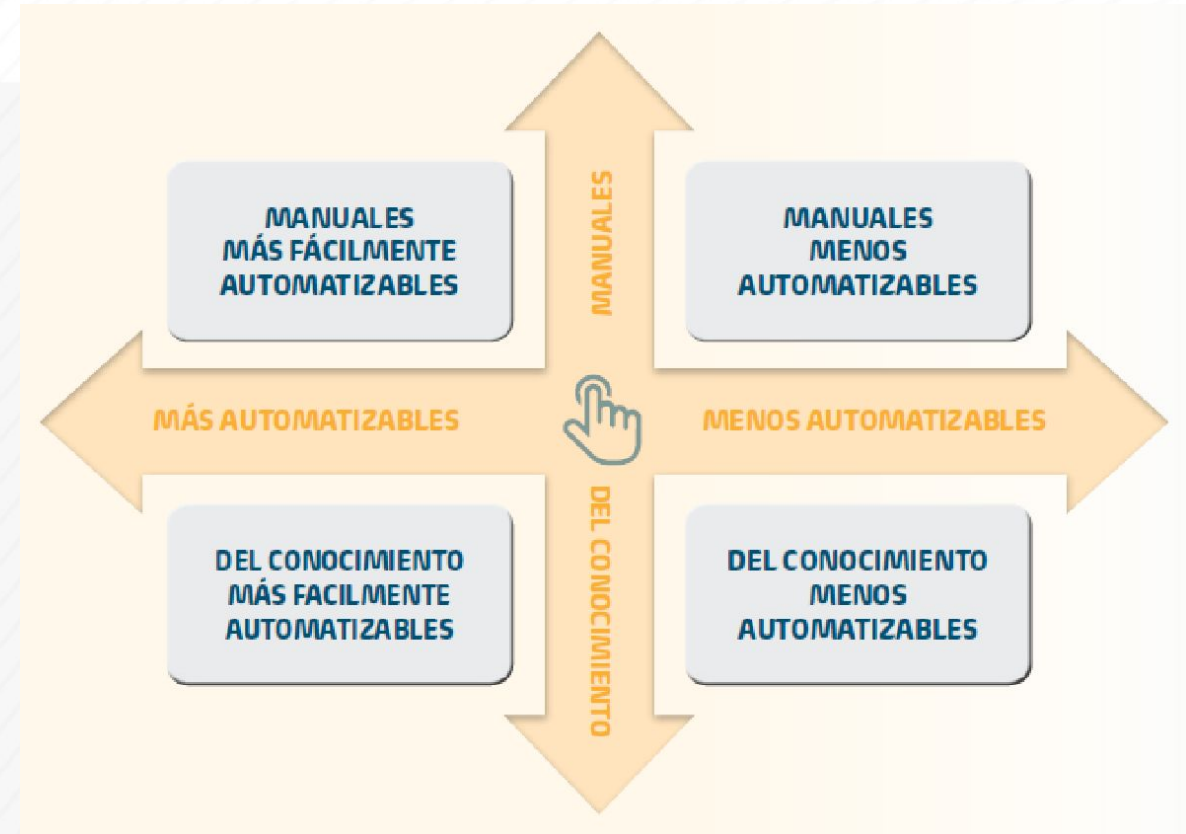 MANUALES
MÁS FÁCILMENTE
AUTOMATIZABLES
MANUALES
MANUALES
MENOS
AUTOMATIZABLES
MÁS AUTOMATIZABLES
MENOS AUTOMATIZABLES
DEL CONOCIMIENTO
MÁS FACILMENTE
AUTOMATIZABLES
DEL CONOCIMIENTO
DEL CONOCIMIENTO
MENOS
AUTOMATIZABLES